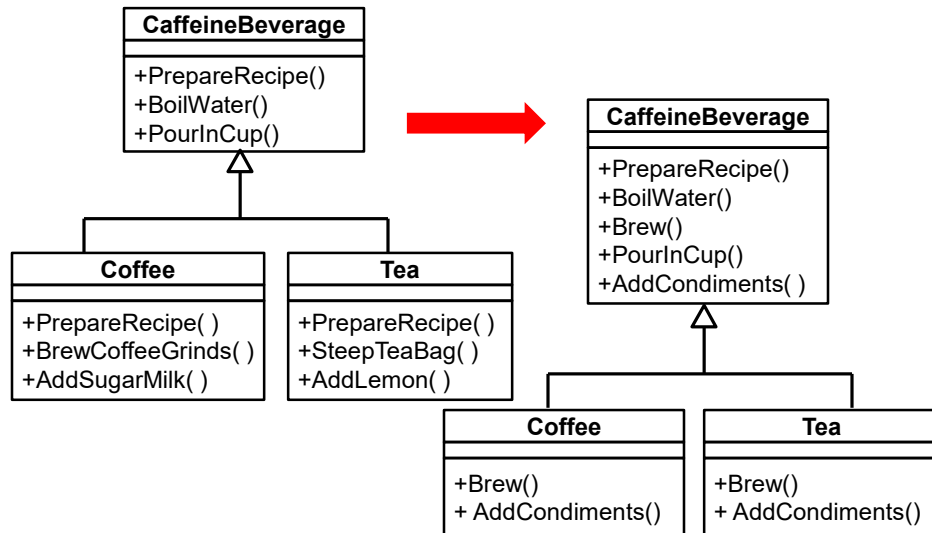 CaffeineBeverage
+PrepareRecipe()
+BoilWater()
+PourInCup()
Coffee
+PrepareRecipe( )
+BrewCoffeeGrinds( )
+AddSugarMilk( )
Tea
+PrepareRecipe( )
+SteepTeaBag( )
+AddLemon( )
CaffeineBeverage
+PrepareRecipe()
+BoilWater()
+Brew()
+PourInCup()
+AddCondiments( )
Coffee
+Brew()
+ AddCondiments()
Tea
+Brew()
+ AddCondiments()